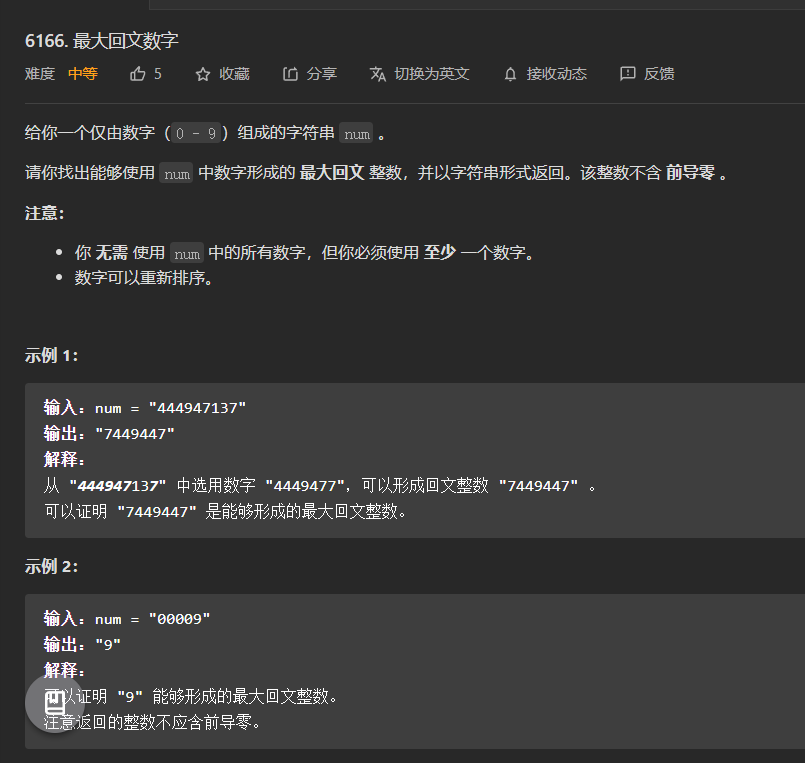 6166. 最大回文数字
难度 中等 5 收藏 分享 切换为英文 接收动态 反馈
给你一个仅由数字（0 - 9）组成的字符串 num 。
请你找出能够使用 num 中数字形成的 最大回文 整数，并以字符串形式返回。该整数不含 前导零 。
注意：
• 你 无需 使用 num 中的所有数字，但你必须使用 至少 一个数字。
• 数字可以重新排序。
示例 1：
输入：num = "444947137"
输出："7449447"
解释：
从 "444947137" 中选用数字 "4449477"，可以形成回文整数 "7449447" 。
可以证明 "7449447" 是能够形成的最大回文整数。
示例 2：
输入：num = "00009"
输出："9"
解释：
可以证明 "9" 能够形成的最大回文整数。
注意返回的整数不应含前导零。